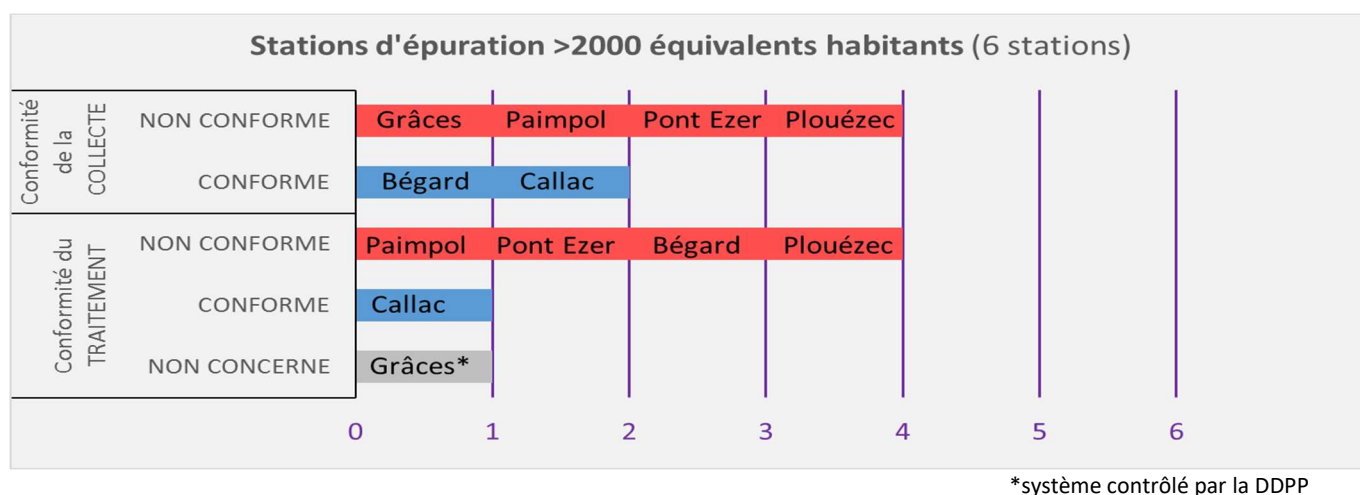 Stations d'épuration >2000 équivalents habitants (6 stations)
Conformité
de la
COLLECTE
NON CONFORME
Grâces Paimpol Pont Ezer Plouézec
CONFORME
Bégard Callac
Conformité du
TRAITEMENT
NON CONFORME
Paimpol Pont Ezer Bégard Plouézec
CONFORME
Callac
NON CONCERNE
Grâces*
0 1 2 3 4 5 6
*système contrôlé par la DDPP